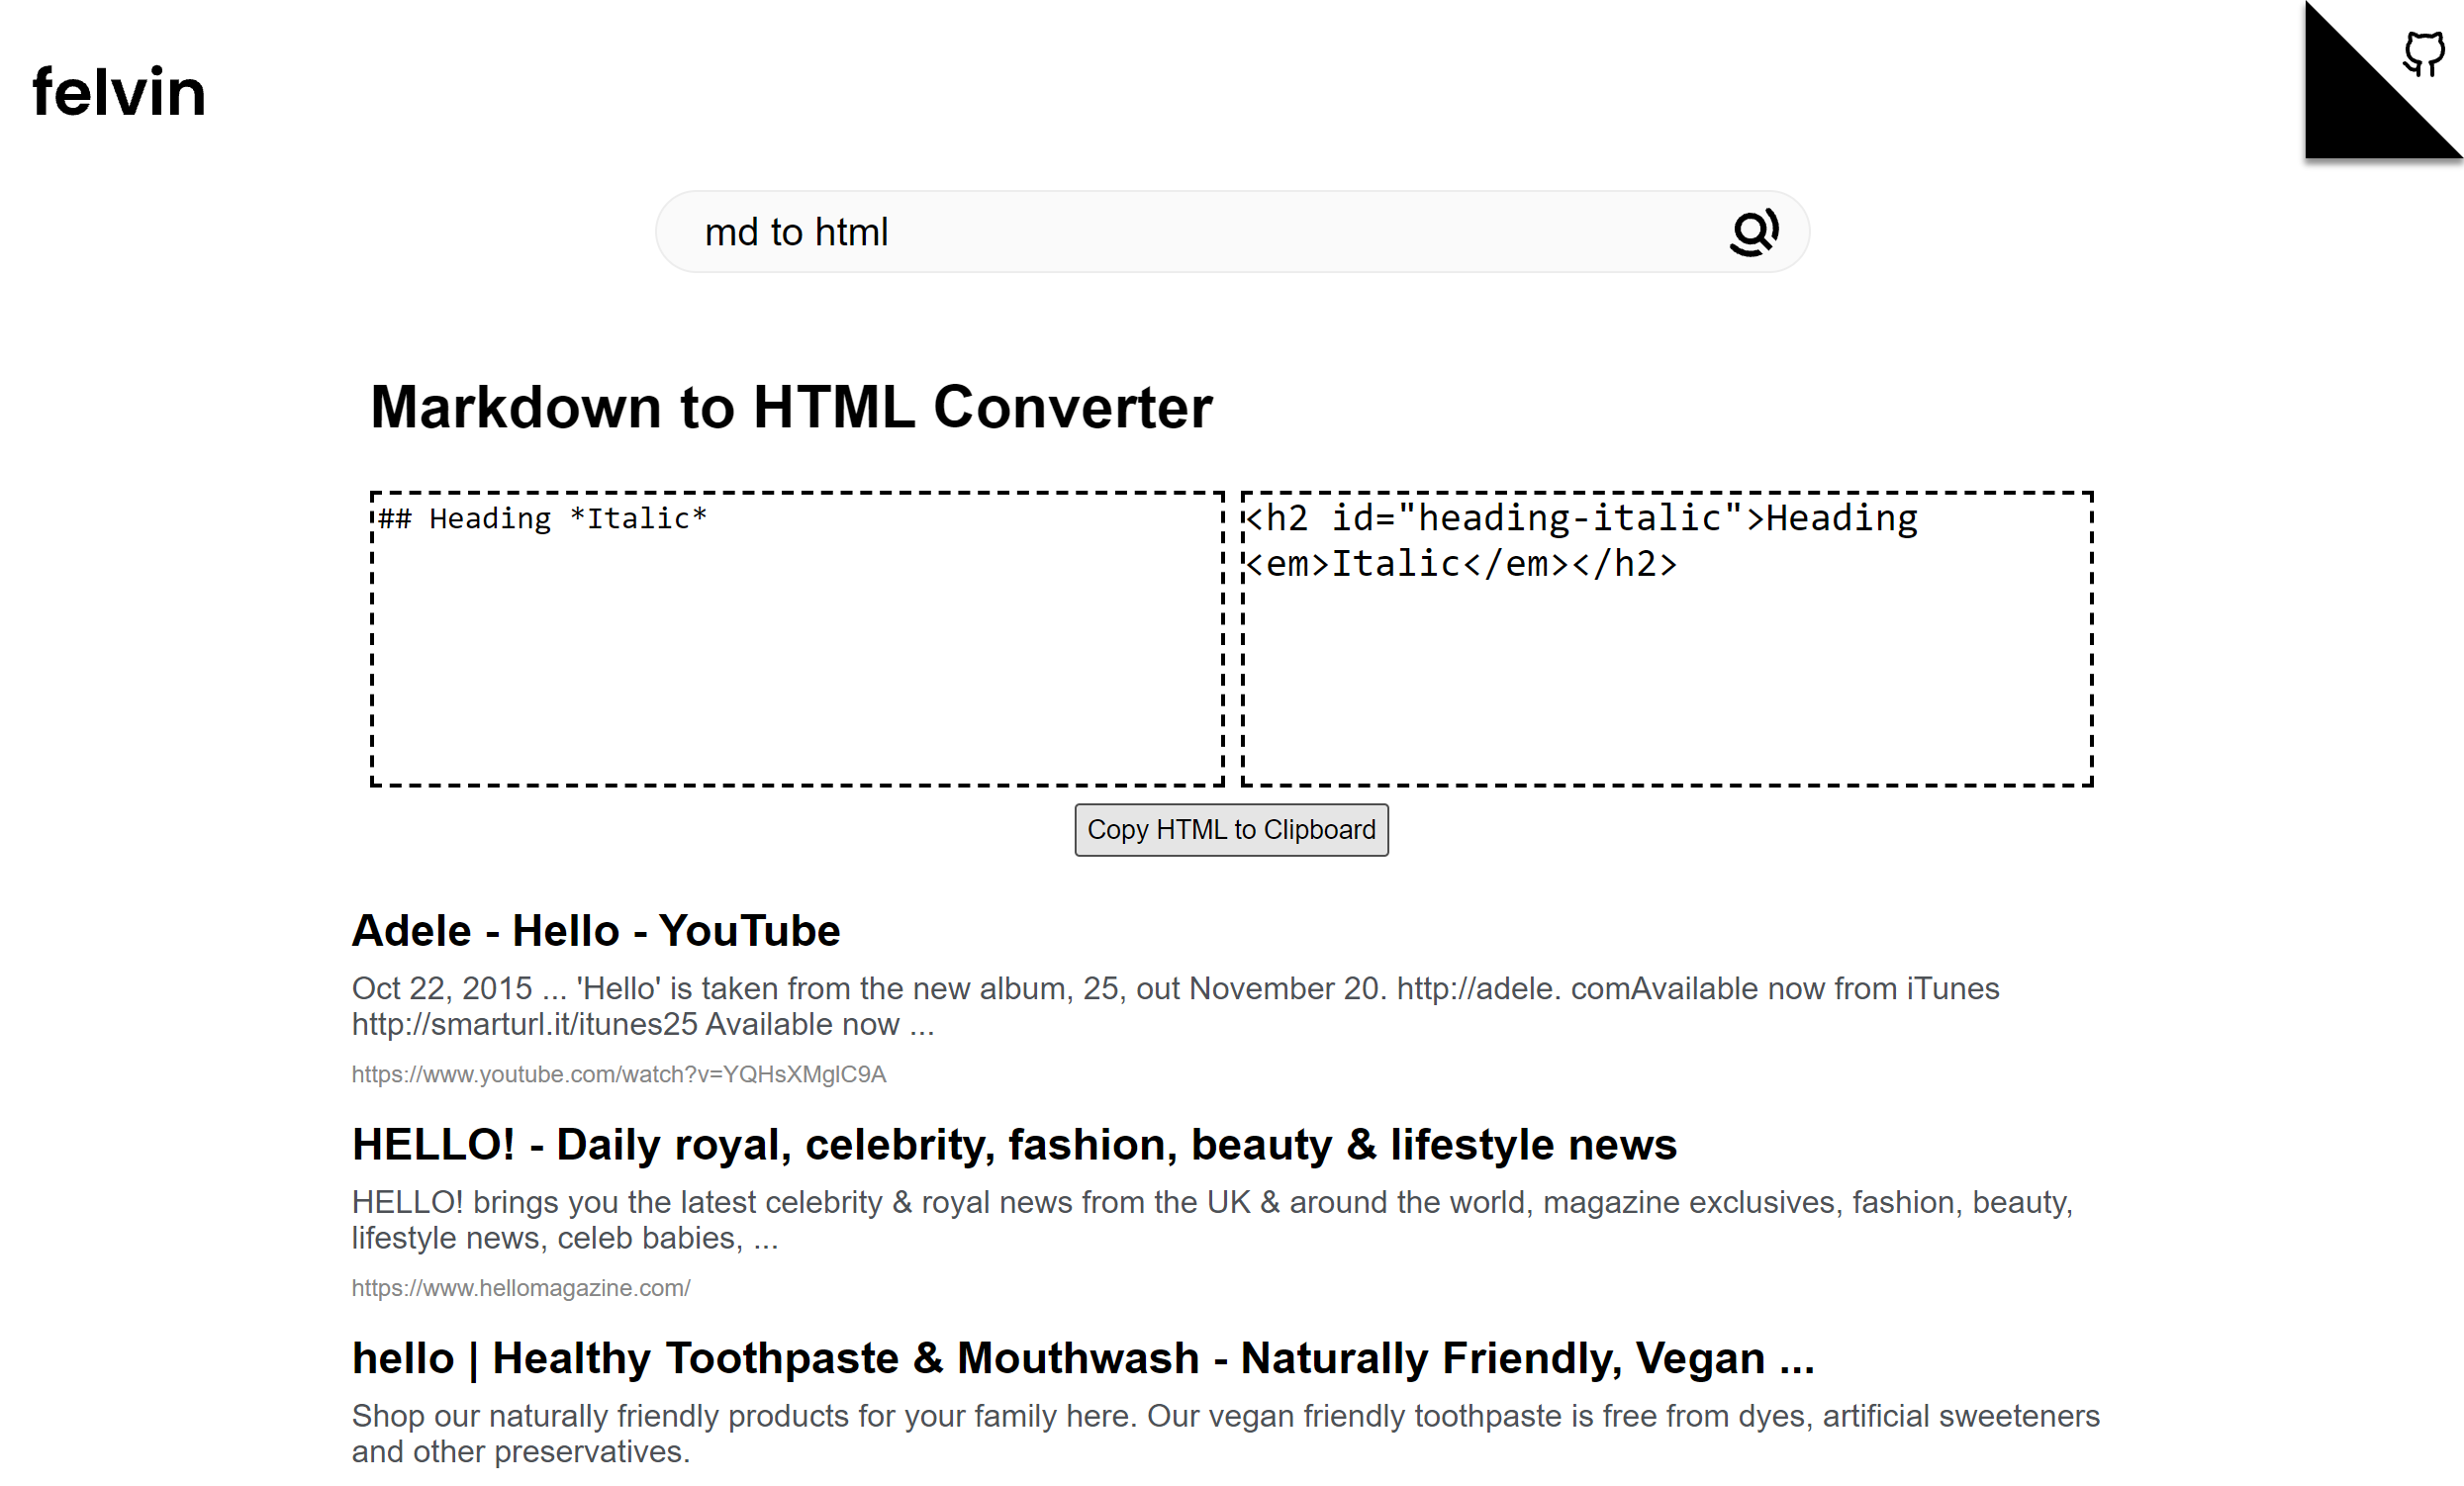 felvin
md to html
Markdown to HTML Converter
## Heading *Italic*
<h2 id="heading-italic">Heading
<em>Italic</em></h2>
Copy HTML to Clipboard
Adele - Hello - YouTube
Oct 22, 2015 ... 'Hello' is taken from the new album, 25, out November 20. http://adele. comAvailable now from iTunes
http://smarturl.it/itunes25 Available now ...
https://www.youtube.com/watch?v=YQHsXMglC9A
HELLO! - Daily royal, celebrity, fashion, beauty & lifestyle news
HELLO! brings you the latest celebrity & royal news from the UK & around the world, magazine exclusives, fashion, beauty,
lifestyle news, celeb babies, ...
https://www.hellomagazine.com/
hello | Healthy Toothpaste & Mouthwash - Naturally Friendly, Vegan ...
Shop our naturally friendly products for your family here. Our vegan friendly toothpaste is free from dyes, artificial sweeteners
and other preservatives.